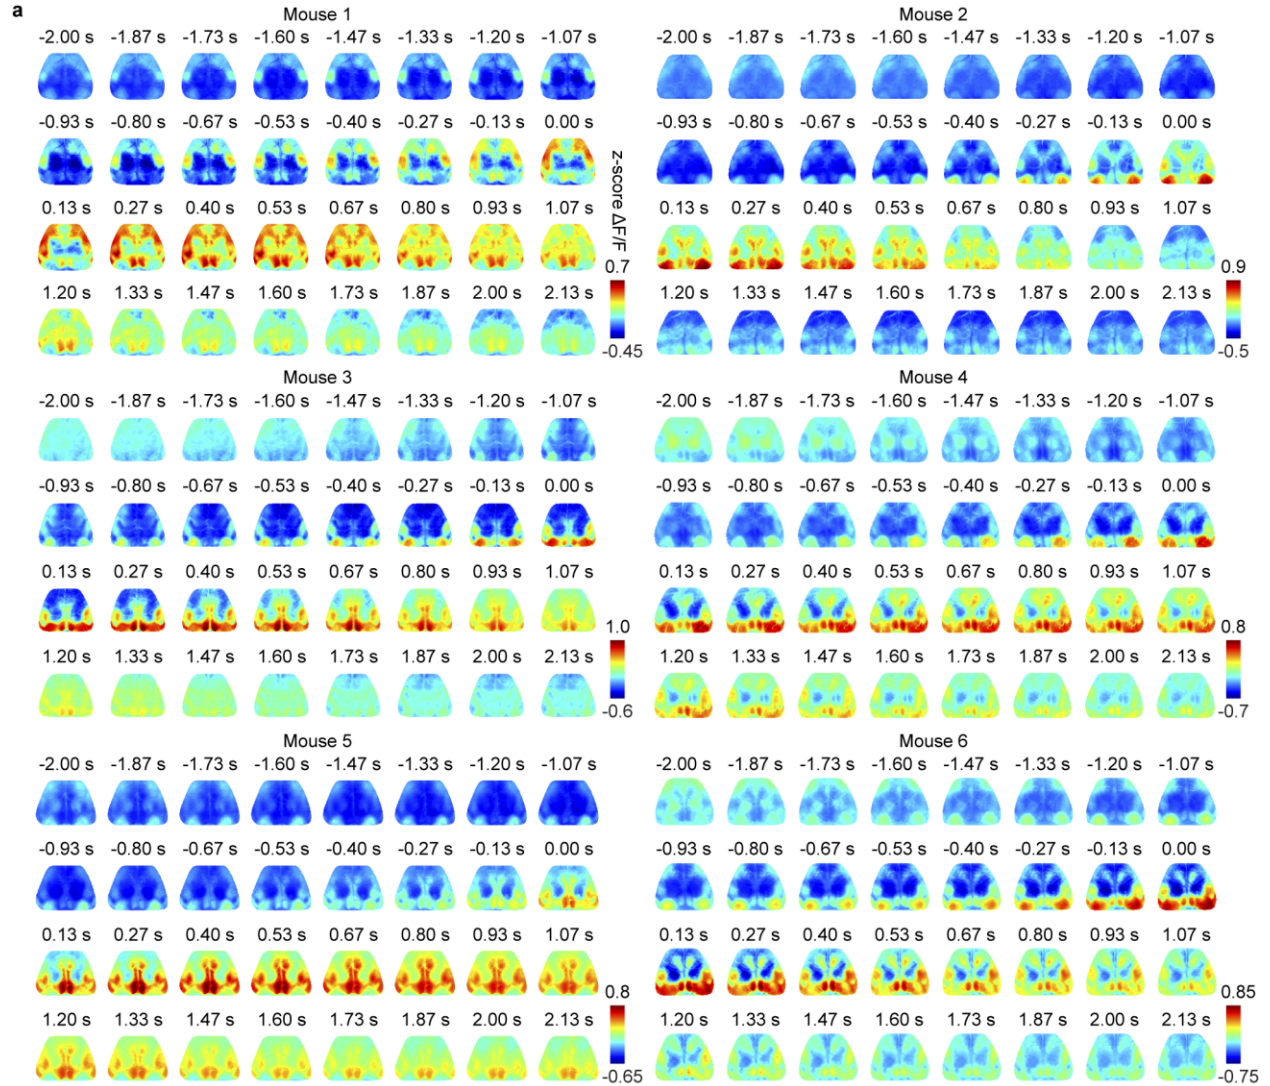 a
Mouse 1
-2.00 s -1.87 s -1.73 s -1.60 s -1.47 s -1.33 s -1.20 s -1.07 s
-0.93 s -0.80 s -0.67 s -0.53 s -0.40 s -0.27 s -0.13 s 0.00 s
0.13 s 0.27 s 0.40 s 0.53 s 0.67 s 0.80 s 0.93 s 1.07 s
1.20 s 1.33 s 1.47 s 1.60 s 1.73 s 1.87 s 2.00 s 2.13 s
z-score ΔF/F
0.7
-0.45
Mouse 2
-2.00 s -1.87 s -1.73 s -1.60 s -1.47 s -1.33 s -1.20 s -1.07 s
-0.93 s -0.80 s -0.67 s -0.53 s -0.40 s -0.27 s -0.13 s 0.00 s
0.13 s 0.27 s 0.40 s 0.53 s 0.67 s 0.80 s 0.93 s 1.07 s
1.20 s 1.33 s 1.47 s 1.60 s 1.73 s 1.87 s 2.00 s 2.13 s
0.9
-0.5
Mouse 3
-2.00 s -1.87 s -1.73 s -1.60 s -1.47 s -1.33 s -1.20 s -1.07 s
-0.93 s -0.80 s -0.67 s -0.53 s -0.40 s -0.27 s -0.13 s 0.00 s
0.13 s 0.27 s 0.40 s 0.53 s 0.67 s 0.80 s 0.93 s 1.07 s
1.20 s 1.33 s 1.47 s 1.60 s 1.73 s 1.87 s 2.00 s 2.13 s
1.0
-0.6
Mouse 4
-2.00 s -1.87 s -1.73 s -1.60 s -1.47 s -1.33 s -1.20 s -1.07 s
-0.93 s -0.80 s -0.67 s -0.53 s -0.40 s -0.27 s -0.13 s 0.00 s
0.13 s 0.27 s 0.40 s 0.53 s 0.67 s 0.80 s 0.93 s 1.07 s
1.20 s 1.33 s 1.47 s 1.60 s 1.73 s 1.87 s 2.00 s 2.13 s
0.8
-0.7
Mouse 5
-2.00 s -1.87 s -1.73 s -1.60 s -1.47 s -1.33 s -1.20 s -1.07 s
-0.93 s -0.80 s -0.67 s -0.53 s -0.40 s -0.27 s -0.13 s 0.00 s
0.13 s 0.27 s 0.40 s 0.53 s 0.67 s 0.80 s 0.93 s 1.07 s
1.20 s 1.33 s 1.47 s 1.60 s 1.73 s 1.87 s 2.00 s 2.13 s
0.8
-0.65
Mouse 6
-2.00 s -1.87 s -1.73 s -1.60 s -1.47 s -1.33 s -1.20 s -1.07 s
-0.93 s -0.80 s -0.67 s -0.53 s -0.40 s -0.27 s -0.13 s 0.00 s
0.13 s 0.27 s 0.40 s 0.53 s 0.67 s 0.80 s 0.93 s 1.07 s
1.20 s 1.33 s 1.47 s 1.60 s 1.73 s 1.87 s 2.00 s 2.13 s
0.85
-0.75